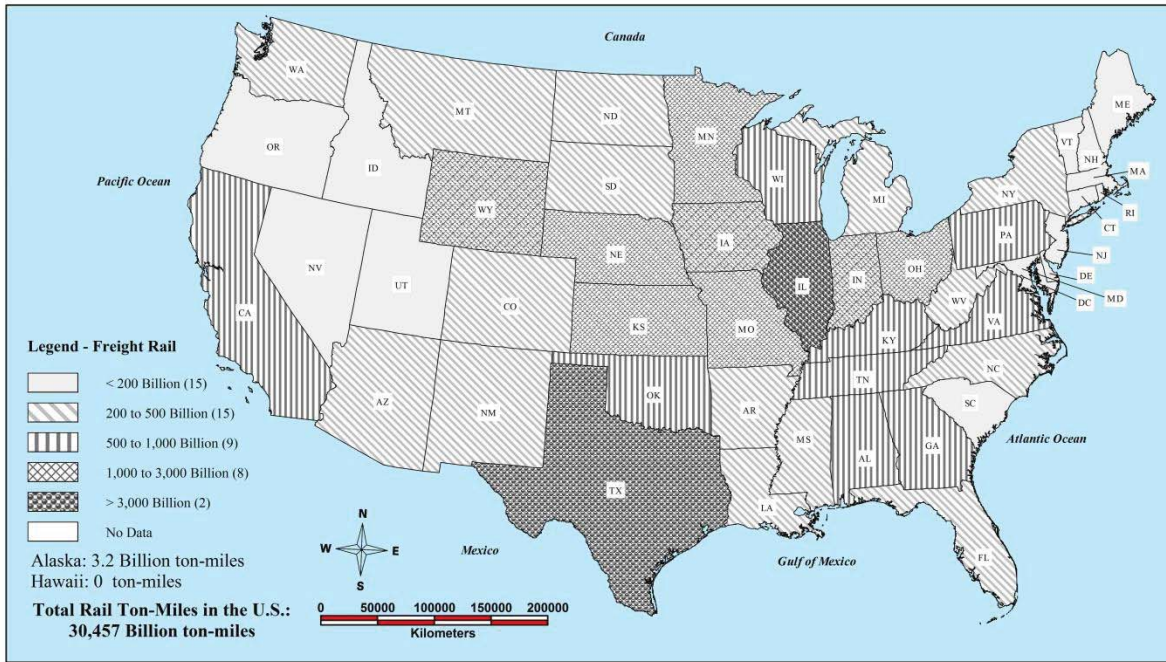 Canada
WA
MT
ND
MN
ME
OR
ID
SD
WI
MI
VT
NH
NY
MA
Pacific Ocean
WY
IA
PA
RI
CT
NE
NV
UT
CO
IL
IN
OH
NJ
DE
WV
MD
DC
CA
KS
MO
KY
VA
Legend - Freight Rail
< 200 Billion (15)
AZ
NM
OK
AR
TN
NC
SC
200 to 500 Billion (15)
MS
AL
GA
Atlantic Ocean
500 to 1,000 Billion (9)
1,000 to 3,000 Billion (8)
TX
LA
> 3,000 Billion (2)
No Data
N
W E
S
Mexico
Gulf of Mexico
FL
Alaska: 3.2 Billion ton-miles
Hawaii: 0 ton-miles
Total Rail Ton-Miles in the U.S.:
30,457 Billion ton-miles
0 50000 100000 150000 200000
Kilometers